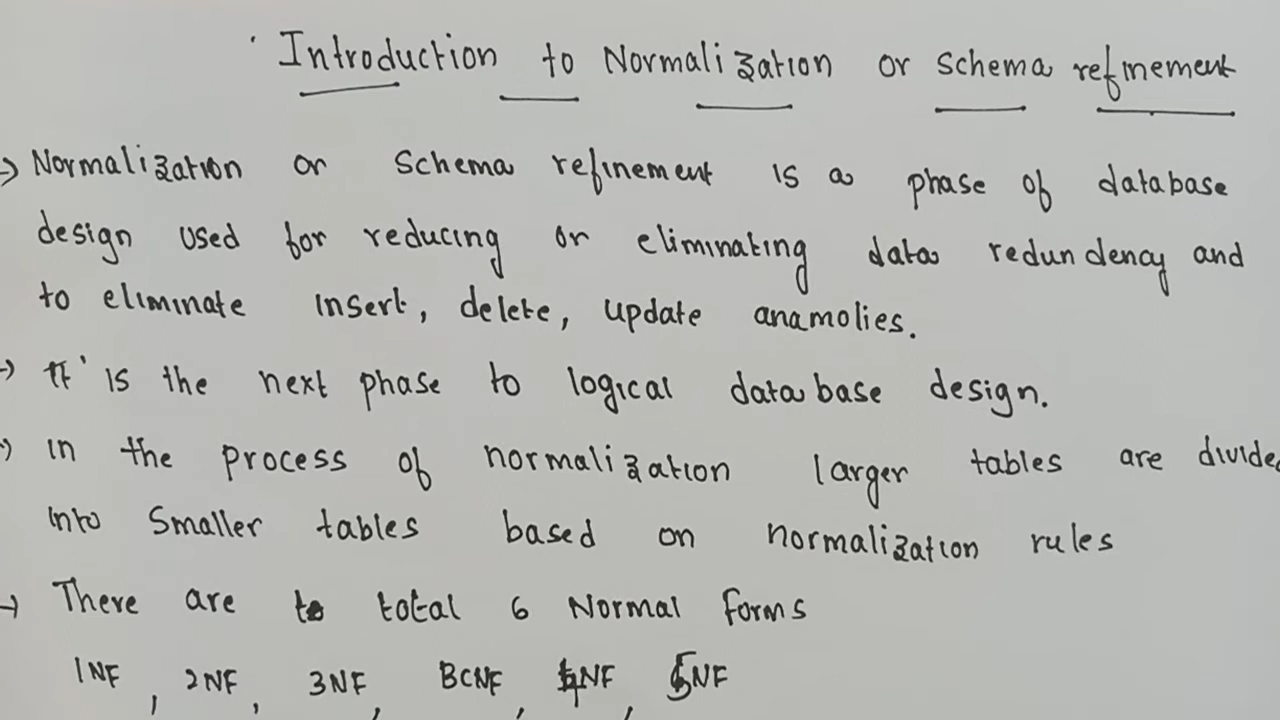 Introduction to Normalization or Schema refinement
→ Normalization or Schema refinement is a phase of database
design used for reducing or eliminating data redundency and
to eliminate insert, delete, update anamolies.
→ It is the next phase to logical database design.
→ in the process of normalization larger tables are divided
into Smaller tables based on normalization rules
→ There are total 6 Normal forms
1NF, 2NF, 3NF, BCNF, 4NF, 5NF